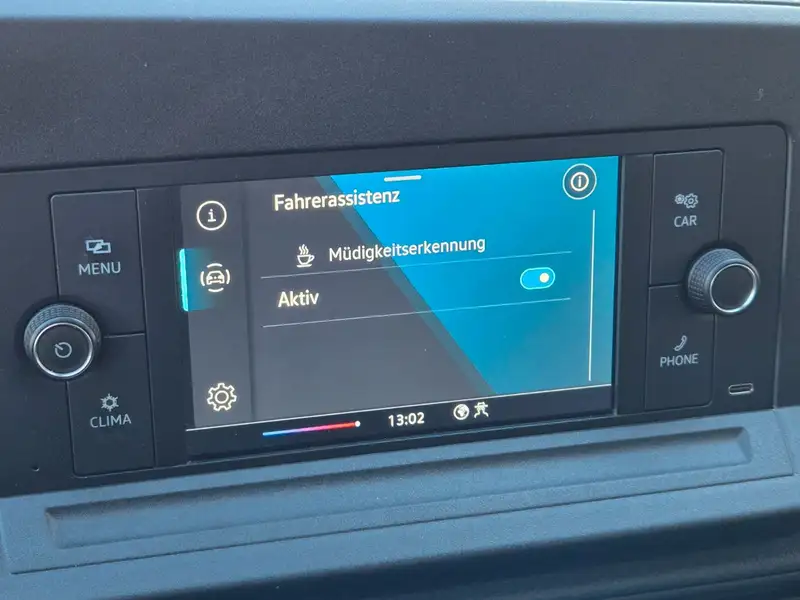 Fahrerassistenz
Müdigkeitserkennung
Aktiv
13:02
MENU
CLIMA
CAR
PHONE